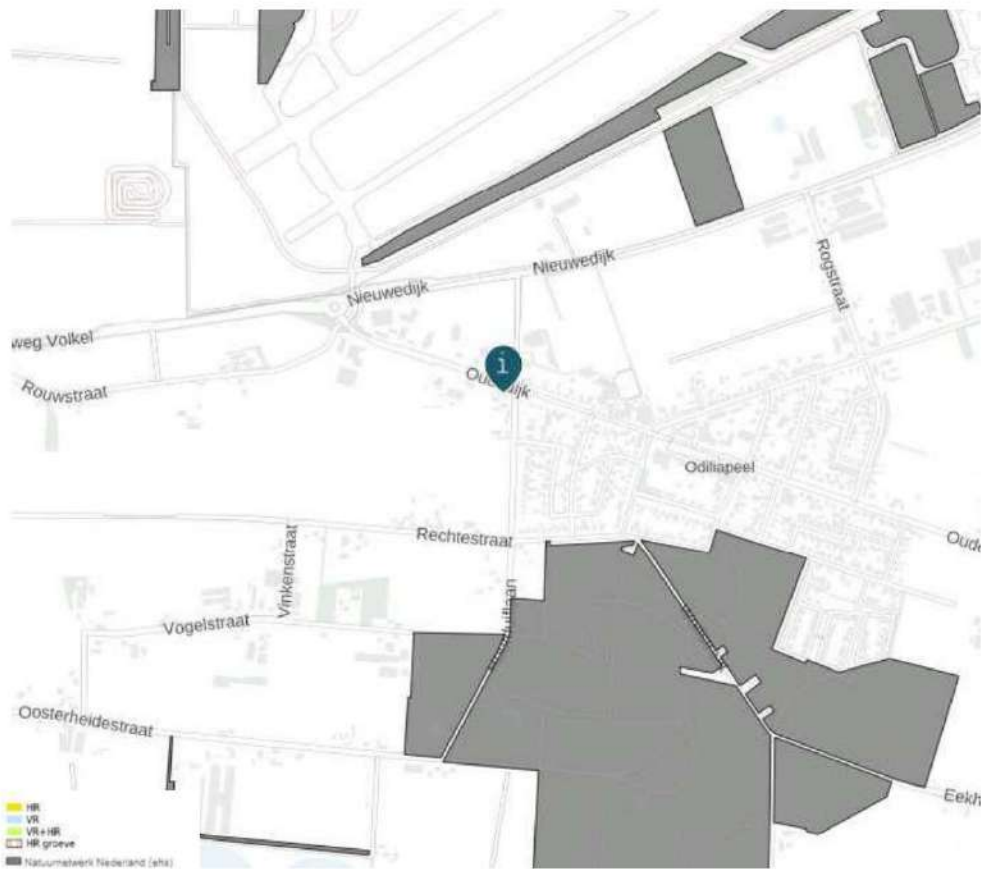 Nieuwedijk
Nieuwedijk
Rogstraat
weg Volkel
Rouwstraat
i
Odiliapeel
Rechtestraat
Oude
Vinkenstraat
Vogelstraat
Oosterheidestraat
Eekh
HR
VR
VR+HR
HR groeve
Natuurnetwerk Nederland (ehs)